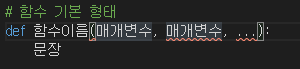 # 함수 기본 형태
def 함수이름(매개변수, 매개변수, ...):
    문장